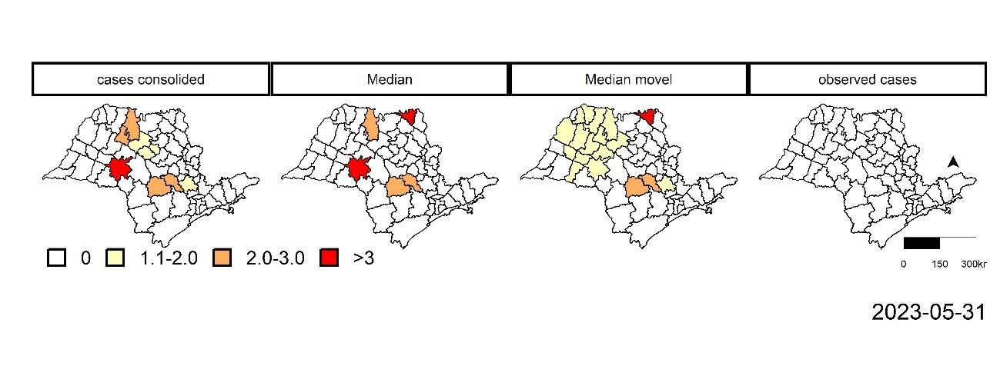 cases consolided Median Median movel observed cases
0 1.1-2.0 2.0-3.0 >3
0 150 300kr
2023-05-31